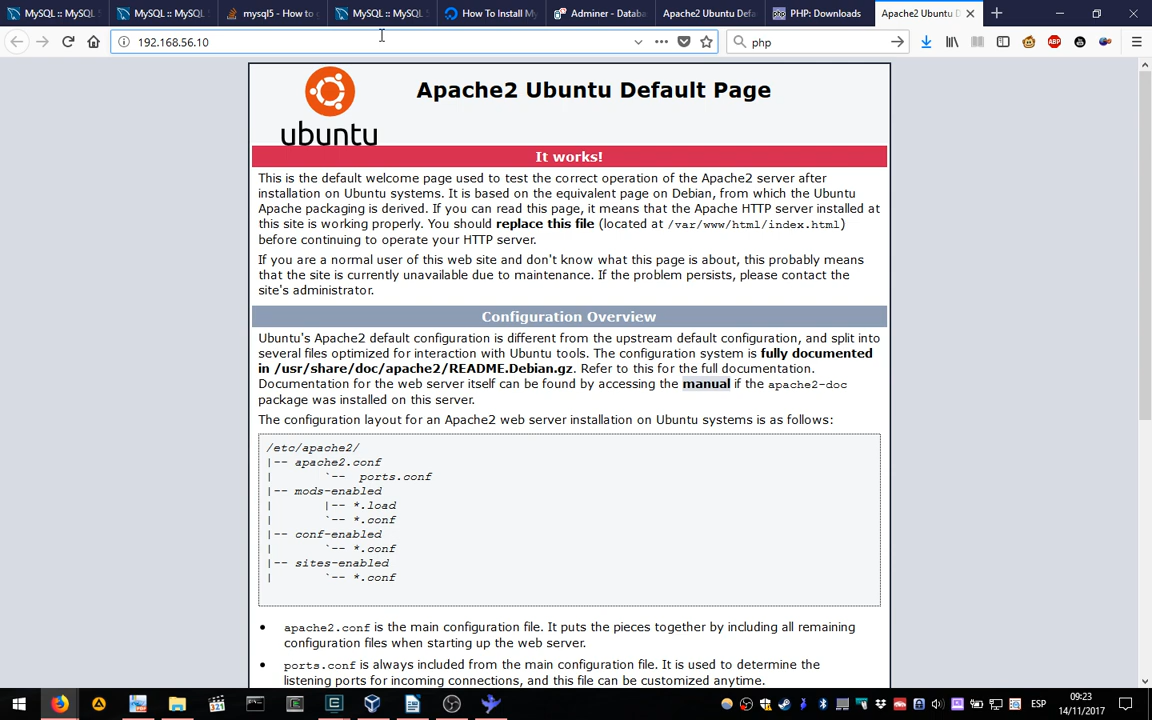 MySQL :: MySQL 5
MySQL :: MySQL 5
mysql5 - How to
MySQL :: MySQL 5
How To Install My
Adminer - Databa
Apache2 Ubuntu Defa
PHP: Downloads
Apache2 Ubuntu D
192.168.56.10
php
Apache2 Ubuntu Default Page
ubuntu
It works!
This is the default welcome page used to test the correct operation of the Apache2 server after
installation on Ubuntu systems. It is based on the equivalent page on Debian, from which the Ubuntu
Apache packaging is derived. If you can read this page, it means that the Apache HTTP server installed at
this site is working properly. You should replace this file (located at /var/www/html/index.html)
before continuing to operate your HTTP server.
If you are a normal user of this web site and don't know what this page is about, this probably means
that the site is currently unavailable due to maintenance. If the problem persists, please contact the
site's administrator.
Configuration Overview
Ubuntu's Apache2 default configuration is different from the upstream default configuration, and split into
several files optimized for interaction with Ubuntu tools. The configuration system is fully documented
in /usr/share/doc/apache2/README.Debian.gz. Refer to this for the full documentation.
Documentation for the web server itself can be found by accessing the manual if the apache2-doc
package was installed on this server.
The configuration layout for an Apache2 web server installation on Ubuntu systems is as follows:
/etc/apache2/
|-- apache2.conf
|       `--  ports.conf
|-- mods-enabled
|       |-- *.load
|       `-- *.conf
|-- conf-enabled
|       `-- *.conf
|-- sites-enabled
|       `-- *.conf
• apache2.conf is the main configuration file. It puts the pieces together by including all remaining
configuration files when starting up the web server.
• ports.conf is always included from the main configuration file. It is used to determine the
listening ports for incoming connections, and this file can be customized anytime.
ABP
321
ESP
09:23
14/11/2017